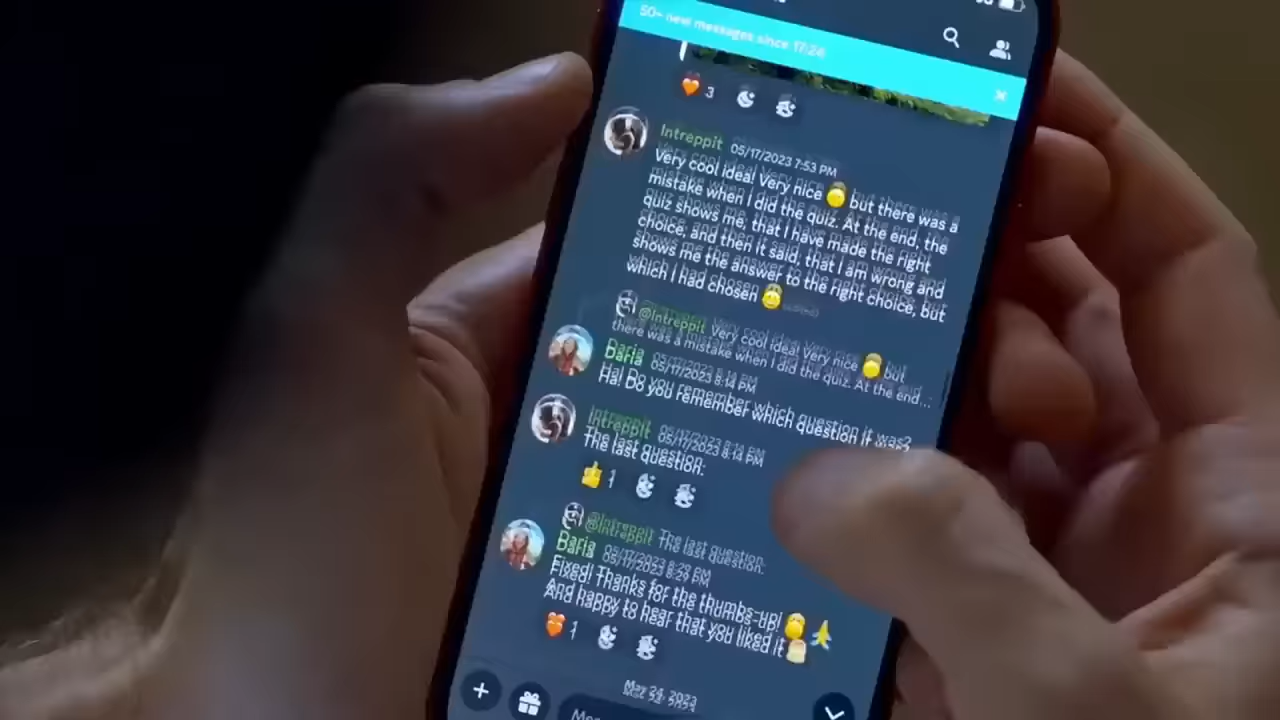 50+ new messages since 17:24
3
Intreppit 05/17/2023 7:53 PM
Very cool idea! Very nice but there was a
mistake when I did the quiz. At the end, the
quiz shows me, that I have made the right
choice, and then it said, that I am wrong and
shows me the answer to the right choice, but
which I had chosen
@Intreppit Very cool idea! Very nice but
there was a mistake when I did the quiz. At the end...
Daria 05/17/2023 8:14 PM
Ha! Do you remember which question it was?
Intreppit 05/17/2023 8:14 PM
The last question.
1
@Intreppit The last question.
Daria 05/17/2023 8:29 PM
Fixed! Thanks for the thumbs-up!
And happy to hear that you liked it
1
May 24, 2023